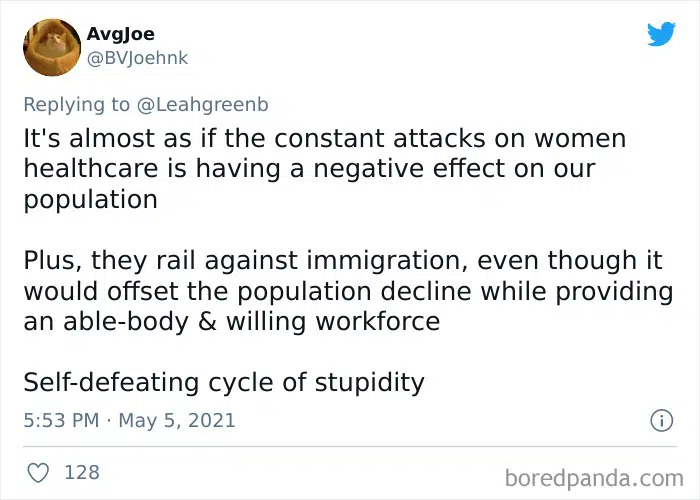 AvgJoe
@BVJoehnk
Replying to @Leahgreenb
It's almost as if the constant attacks on women
healthcare is having a negative effect on our
population
Plus, they rail against immigration, even though it
would offset the population decline while providing
an able-body & willing workforce
Self-defeating cycle of stupidity
5:53 PM · May 5, 2021
128
boredpanda.com